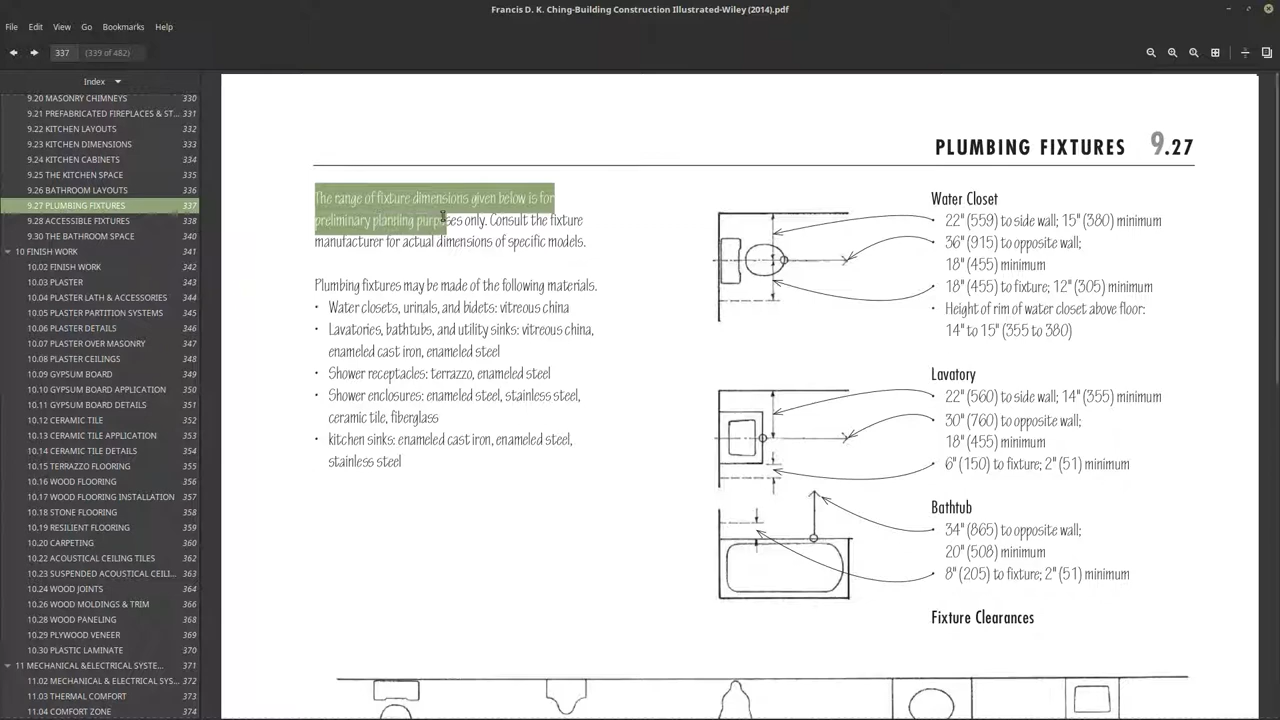 Francis D. K. Ching-Building Construction Illustrated-Wiley (2014).pdf
File Edit View Go Bookmarks Help
337 (339 of 482)
Index
9.20 MASONRY CHIMNEYS 330
9.21 PREFABRICATED FIREPLACES & ST... 331
9.22 KITCHEN LAYOUTS 332
9.23 KITCHEN DIMENSIONS 333
9.24 KITCHEN CABINETS 334
9.25 THE KITCHEN SPACE 335
9.26 BATHROOM LAYOUTS 336
9.27 PLUMBING FIXTURES 337
9.28 ACCESSIBLE FIXTURES 338
9.30 THE BATHROOM SPACE 340
10 FINISH WORK 341
10.02 FINISH WORK 342
10.03 PLASTER 343
10.04 PLASTER LATH & ACCESSORIES 344
10.05 PLASTER PARTITION SYSTEMS 345
10.06 PLASTER DETAILS 346
10.07 PLASTER OVER MASONRY 347
10.08 PLASTER CEILINGS 348
10.09 GYPSUM BOARD 349
10.10 GYPSUM BOARD APPLICATION 350
10.11 GYPSUM BOARD DETAILS 351
10.12 CERAMIC TILE 352
10.13 CERAMIC TILE APPLICATION 353
10.14 CERAMIC TILE DETAILS 354
10.15 TERRAZZO FLOORING 355
10.16 WOOD FLOORING 356
10.17 WOOD FLOORING INSTALLATION 357
10.18 STONE FLOORING 358
10.19 RESILIENT FLOORING 359
10.20 CARPETING 360
10.22 ACOUSTICAL CEILING TILES 362
10.23 SUSPENDED ACOUSTICAL CEILI... 363
10.24 WOOD JOINTS 364
10.26 WOOD MOLDINGS & TRIM 366
10.28 WOOD PANELING 368
10.29 PLYWOOD VENEER 369
10.30 PLASTIC LAMINATE 370
11 MECHANICAL &ELECTRICAL SYSTE... 371
11.02 MECHANICAL & ELECTRICAL SYS... 372
11.03 THERMAL COMFORT 373
11.04 COMFORT ZONE 374
PLUMBING FIXTURES 9.27
The range of fixture dimensions given below is for
preliminary planning purposes only. Consult the fixture
manufacturer for actual dimensions of specific models.
Plumbing fixtures may be made of the following materials.
• Water closets, urinals, and bidets: vitreous china
• Lavatories, bathtubs, and utility sinks: vitreous china,
enameled cast iron, enameled steel
• Shower receptacles: terrazzo, enameled steel
• Shower enclosures: enameled steel, stainless steel,
ceramic tile, fiberglass
• kitchen sinks: enameled cast iron, enameled steel,
stainless steel
Water Closet
• 22" (559) to side wall; 15" (380) minimum
• 36" (915) to opposite wall;
18" (455) minimum
• 18" (455) to fixture; 12" (305) minimum
• Height of rim of water closet above floor:
14" to 15" (355 to 380)
Lavatory
• 22" (560) to side wall; 14" (355) minimum
• 30" (760) to opposite wall;
18" (455) minimum
• 6" (150) to fixture; 2" (51) minimum
Bathtub
• 34" (865) to opposite wall;
20" (508) minimum
• 8" (205) to fixture; 2" (51) minimum
Fixture Clearances